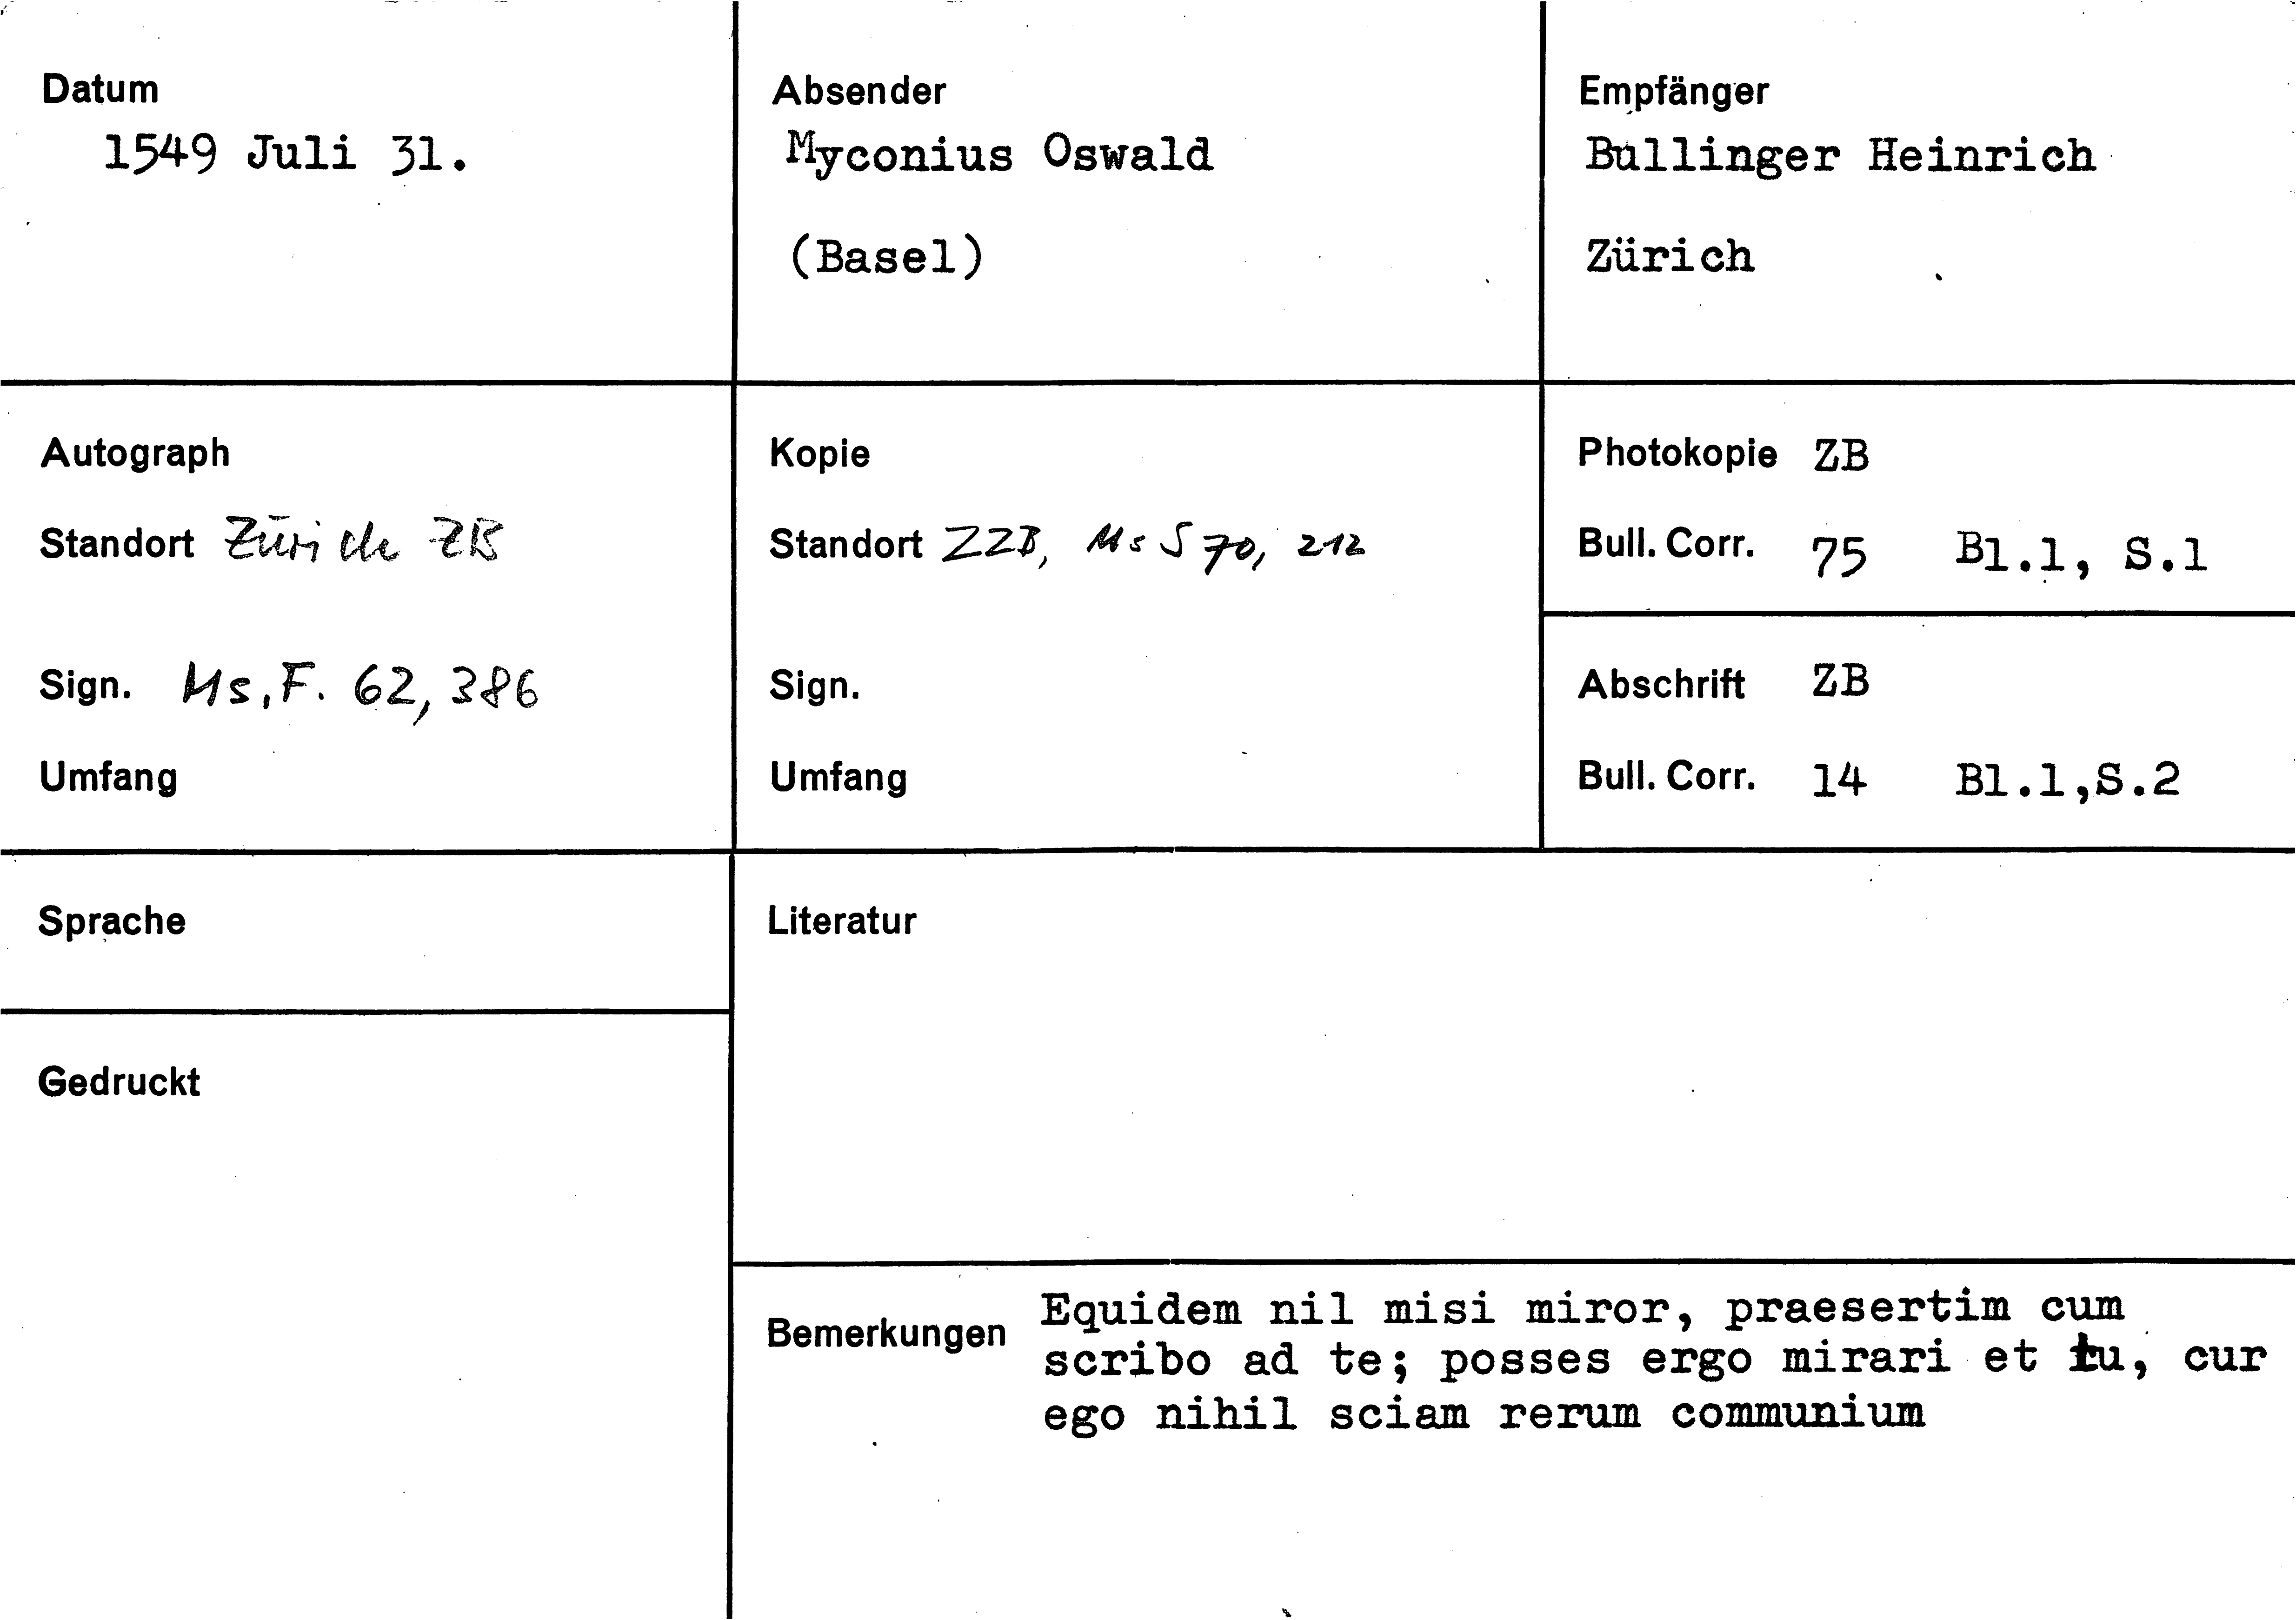 Datum
1549 Juli 31.
Absender
Myconius Oswald
(Basel)
Empfänger
Bullinger Heinrich
Zürich
Autograph
Standort Zürich ZB
Sign. Ms. F. 62, 386
Umfang
Kopie
Standort ZZB, Ms S 70, 212
Sign.
Umfang
Photokopie ZB
Bull. Corr. 75 Bl.1, S.1
Abschrift ZB
Bull. Corr. 14 Bl.1,S.2
Sprache
Gedruckt
Literatur
Bemerkungen Equidem nil misi miror, praesertim cum
scribo ad te; posses ergo mirari et tu, cur
ego nihil sciam rerum communium